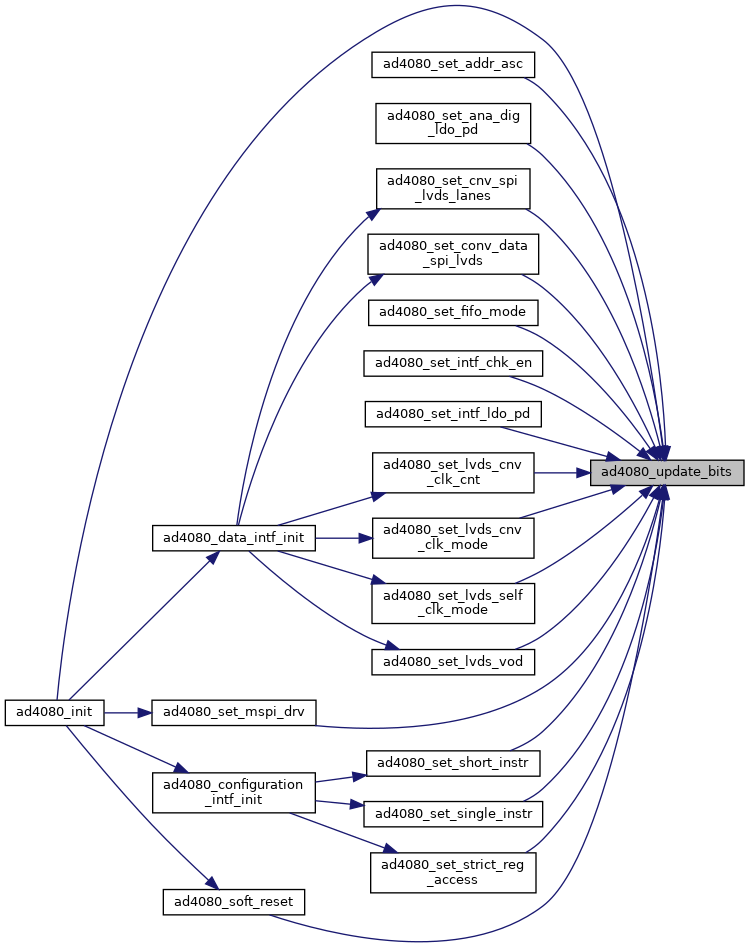 ad4080_set_addr_asc
ad4080_set_ana_dig
_ldo_pd
ad4080_set_cnv_spi
_lvds_lanes
ad4080_set_conv_data
_spi_lvds
ad4080_set_fifo_mode
ad4080_set_intf_chk_en
ad4080_set_intf_ldo_pd
ad4080_update_bits
ad4080_set_lvds_cnv
_clk_cnt
ad4080_data_intf_init
ad4080_set_lvds_cnv
_clk_mode
ad4080_set_lvds_self
_clk_mode
ad4080_set_lvds_vod
ad4080_init
ad4080_set_mspi_drv
ad4080_set_short_instr
ad4080_configuration
_intf_init
ad4080_set_single_instr
ad4080_set_strict_reg
_access
ad4080_soft_reset